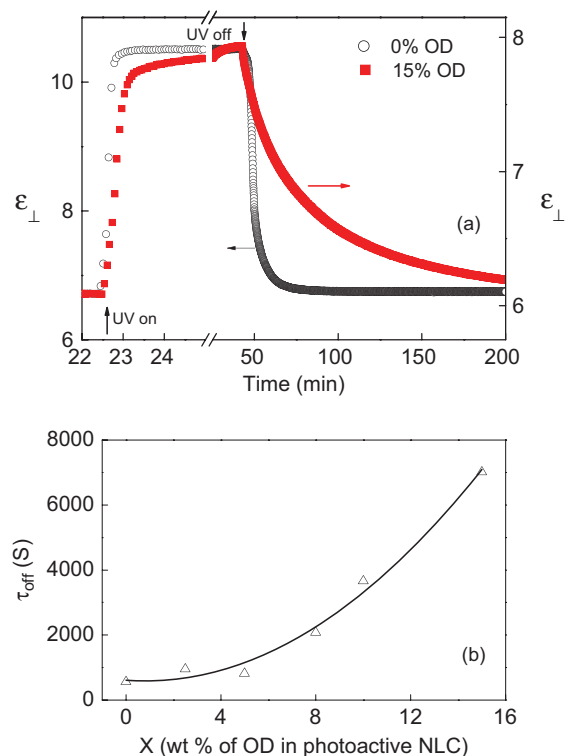 UV off
0% OD
15% OD
10
8
6
ε⊥
8
7
6
ε⊥
(a)
UV on
22 23 24 50 100 150 200
Time (min)
8000
6000
4000
2000
0
τoff (S)
(b)
0 4 8 12 16
X (wt % of OD in photoactive NLC)